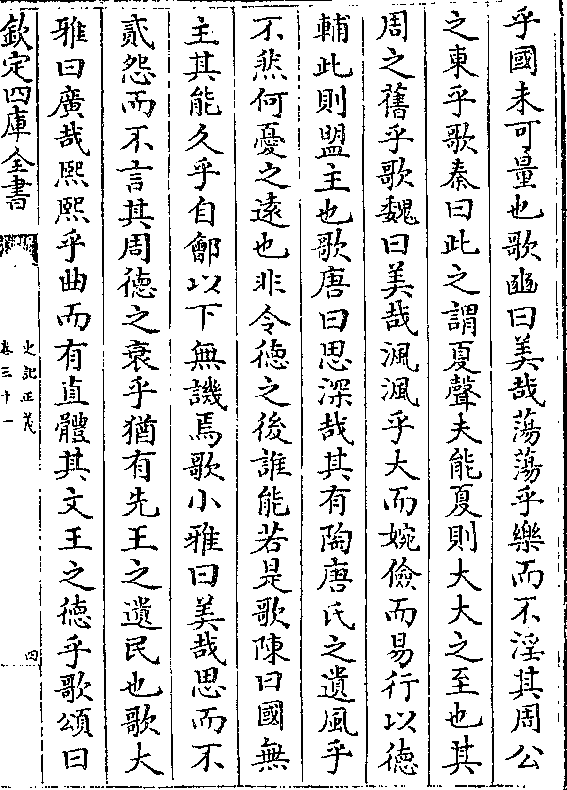 乎國未可量也歌豳曰美哉蕩蕩乎樂而不淫其周公
之東乎歌秦曰此之謂夏聲夫能夏則大大之至也其
周之舊乎歌魏曰美哉渢渢乎大而婉儉而易行以德
輔此則盟主也歌唐曰思深哉其有陶唐氏之遺風乎
不然何憂之遠也非令徳之後誰能若是歌陳曰國無
主其能久乎自鄶以下無譏焉歌小雅曰美哉思而不
貳怨而不言其周徳之衰乎猶有先王之遺民也歌大
雅曰廣哉熙熙乎曲而有直體其文王之徳乎歌頌曰
欽定四庫全書
史記正義
卷三十一
四